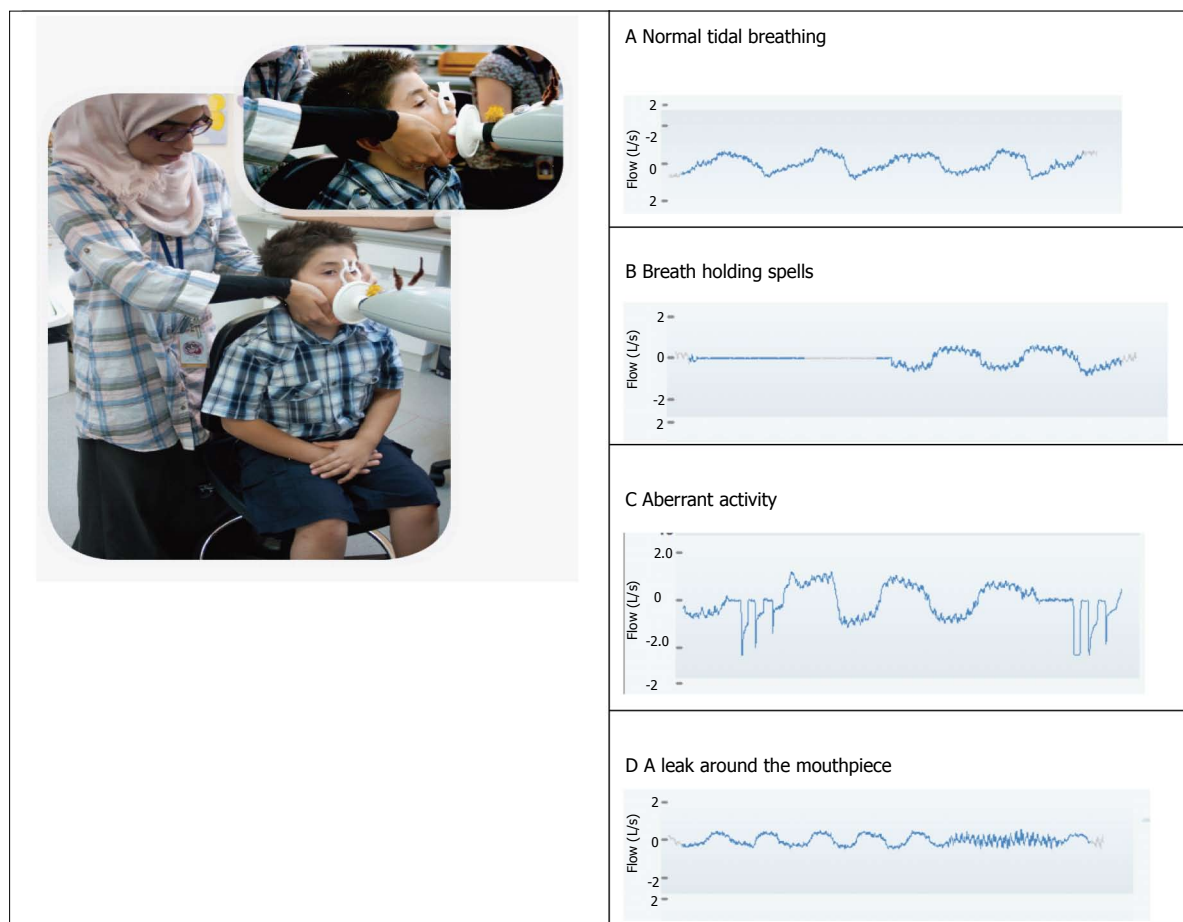 A Normal tidal breathing
2
-2
0
2
Flow (L/s)
B Breath holding spells
2
0
-2
2
Flow (L/s)
C Aberrant activity
2.0
0
-2.0
-2
Flow (L/s)
D A leak around the mouthpiece
2
0
-2
2
Flow (L/s)